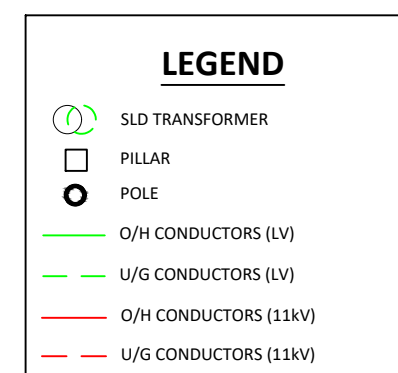 LEGEND
SLD TRANSFORMER
PILLAR
POLE
O/H CONDUCTORS (LV)
U/G CONDUCTORS (LV)
O/H CONDUCTORS (11kV)
U/G CONDUCTORS (11kV)